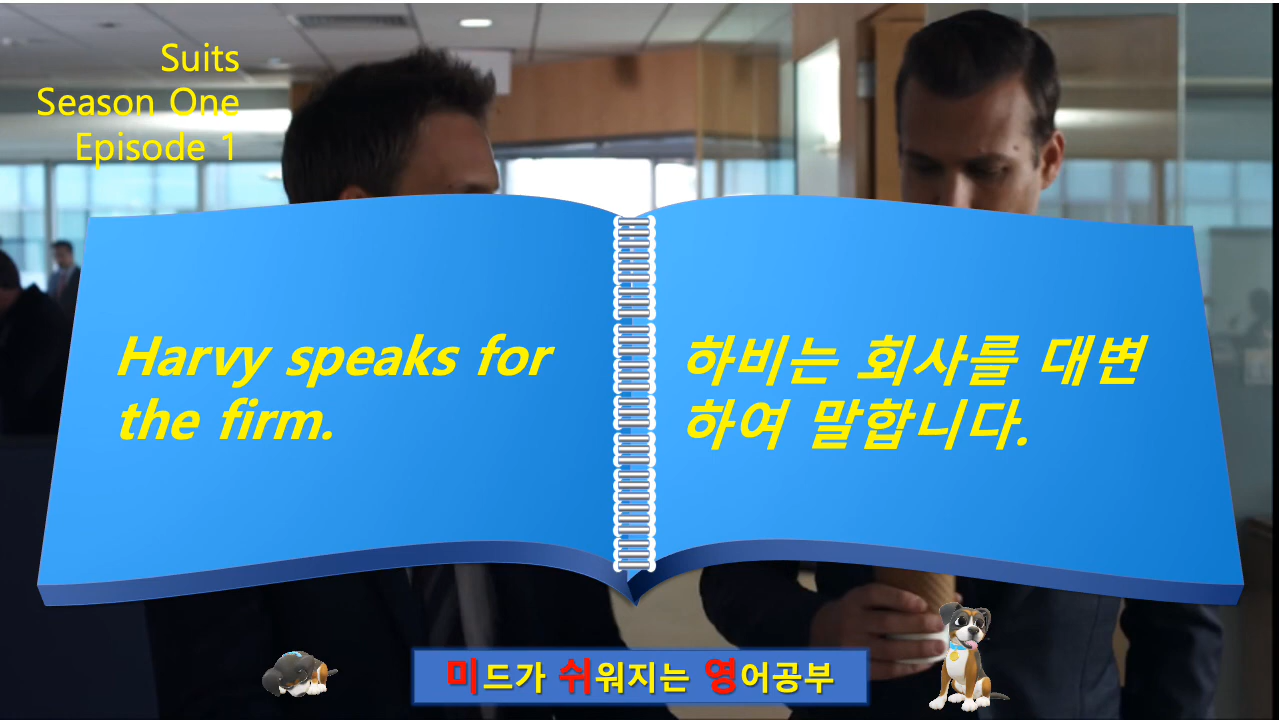 Suits
Season One
Episode 1
Harvy speaks for
the firm.
하비는 회사를 대변
하여 말합니다.
미드가 쉬워지는 영어공부